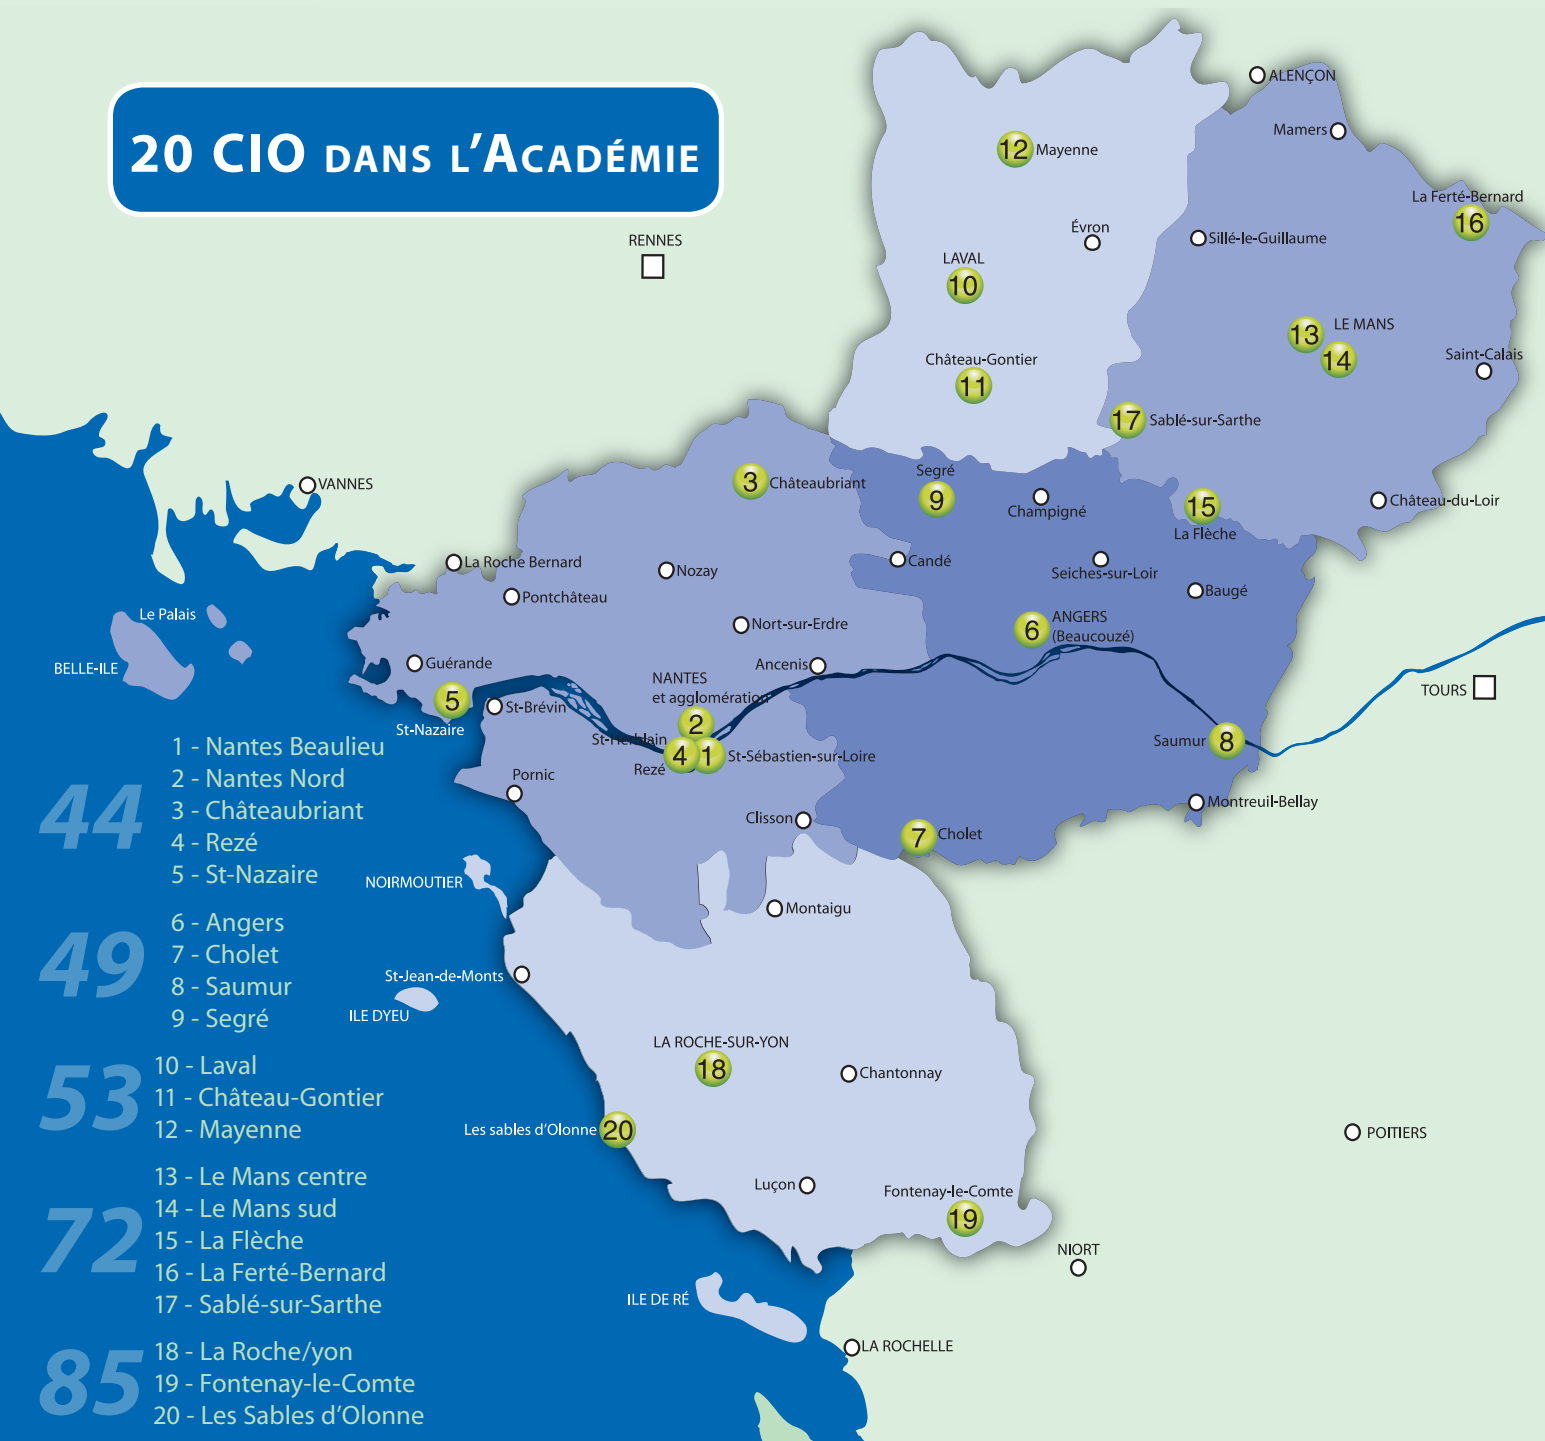 20 CIO DANS L'ACADÉMIE
ALENÇON
Mamers
12 Mayenne
La Ferté-Bernard
16
Évron
Sillé-le-Guillaume
RENNES
LAVAL
10
13 LE MANS
14
Saint-Calais
Château-Gontier
11
17 Sablé-sur-Sarthe
3 Châteaubriant
Segré
9
Champigné
15
La Flèche
Château-du-Loir
VANNES
La Roche Bernard
Nozay
Candé
Seiches-sur-Loir
Baugé
Pontchâteau
Le Palais
Nort-sur-Erdre
6 ANGERS
(Beaucouzé)
BELLE-ILE
Guérande
Ancenis
NANTES
et agglomération
TOURS
5
St-Nazaire
St-Brévin
2
St-Herblain
4 1 St-Sébastien-sur-Loire
Rezé
Saumur 8
Pornic
Montreuil-Bellay
Clisson
7 Cholet
NOIRMOUTIER
Montaigu
St-Jean-de-Monts
ILE DYEU
LA ROCHE-SUR-YON
18
Chantonnay
Les sables d'Olonne 20
POITIERS
Luçon
Fontenay-le-Comte
19
NIORT
ILE DE RÉ
LA ROCHELLE
44
1 - Nantes Beaulieu
2 - Nantes Nord
3 - Châteaubriant
4 - Rezé
5 - St-Nazaire
49
6 - Angers
7 - Cholet
8 - Saumur
9 - Segré
53
10 - Laval
11 - Château-Gontier
12 - Mayenne
72
13 - Le Mans centre
14 - Le Mans sud
15 - La Flèche
16 - La Ferté-Bernard
17 - Sablé-sur-Sarthe
85
18 - La Roche/yon
19 - Fontenay-le-Comte
20 - Les Sables d'Olonne